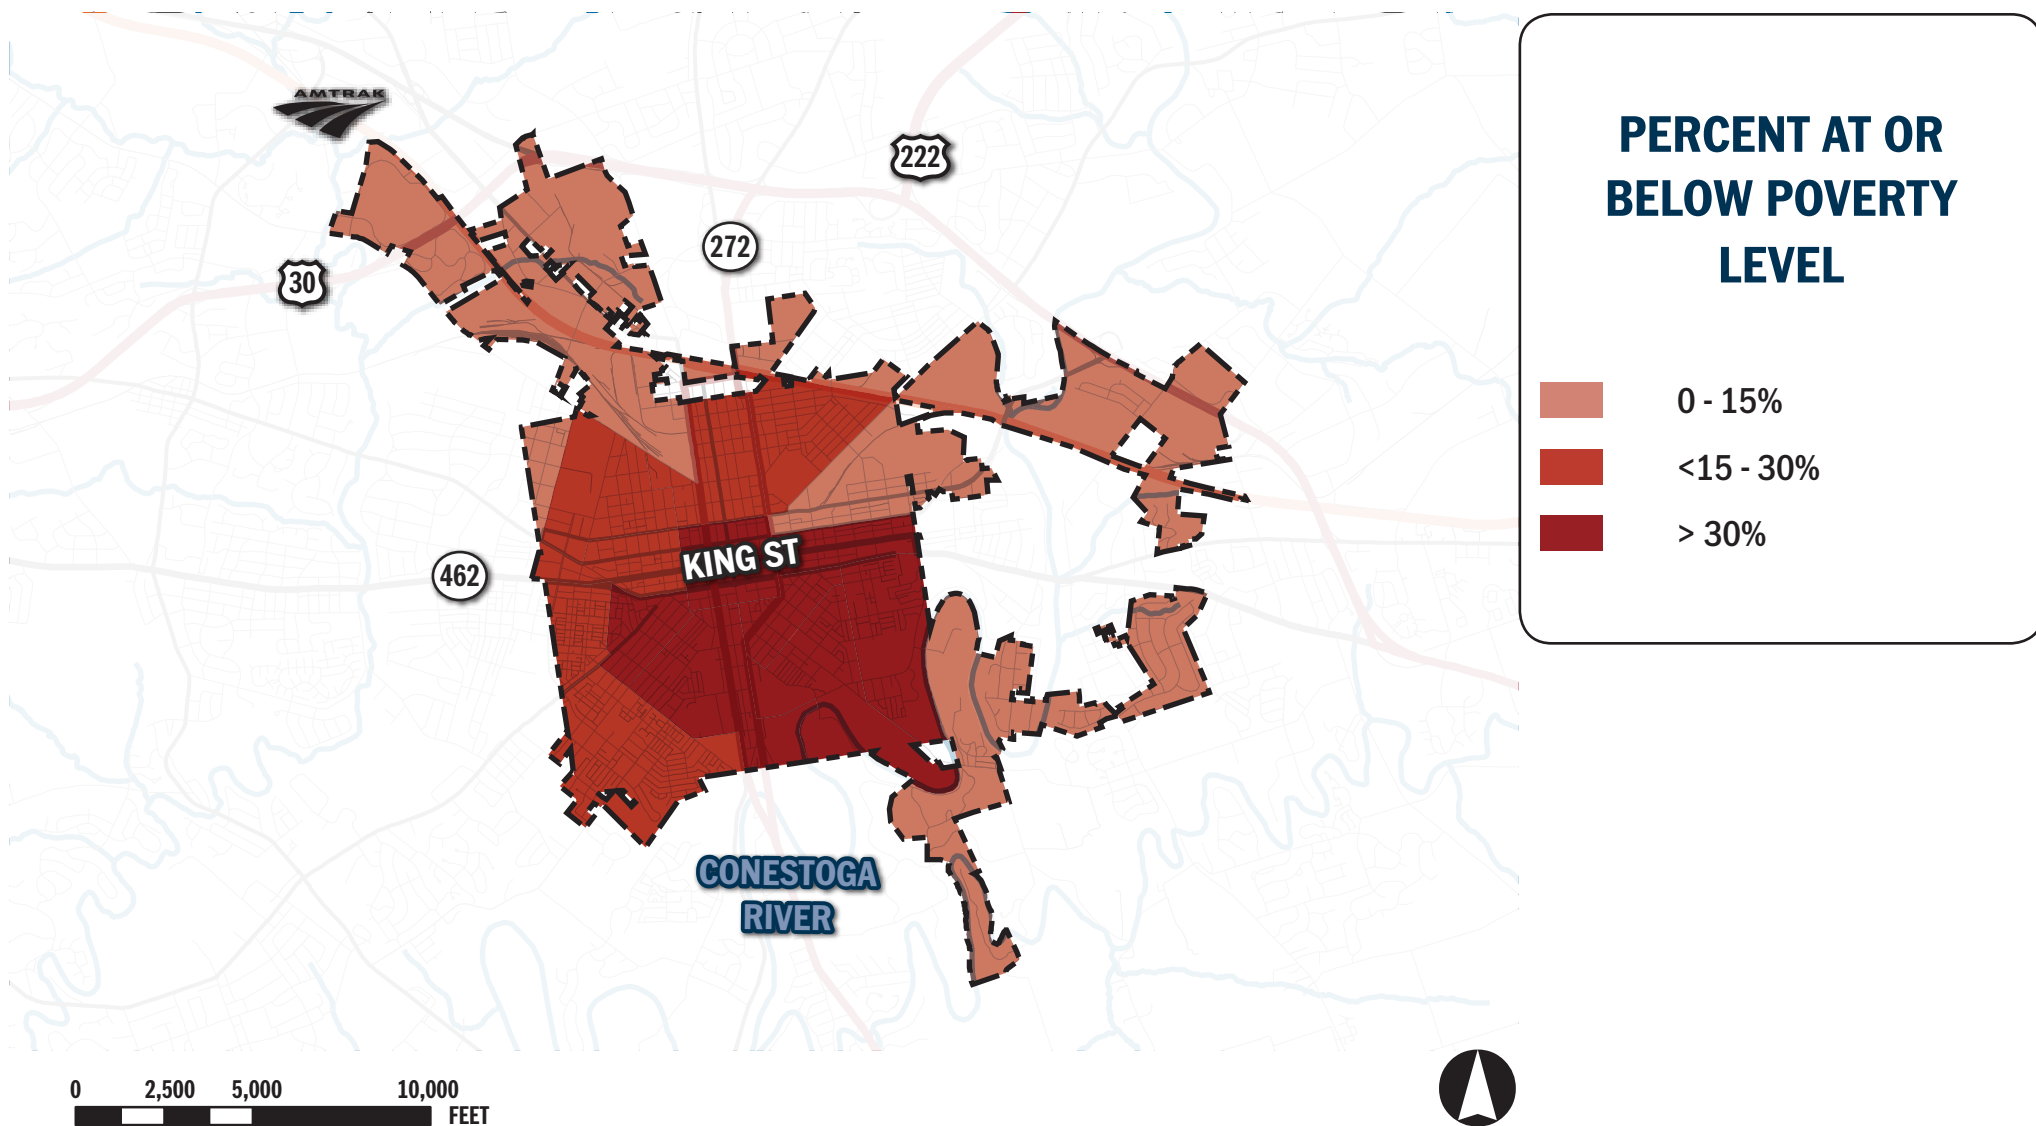 AMTRAK
222
272
30
KING ST
462
CONESTOGA
RIVER
0 2,500 5,000 10,000
FEET
PERCENT AT OR
BELOW POVERTY
LEVEL
0 - 15%
<15 - 30%
> 30%